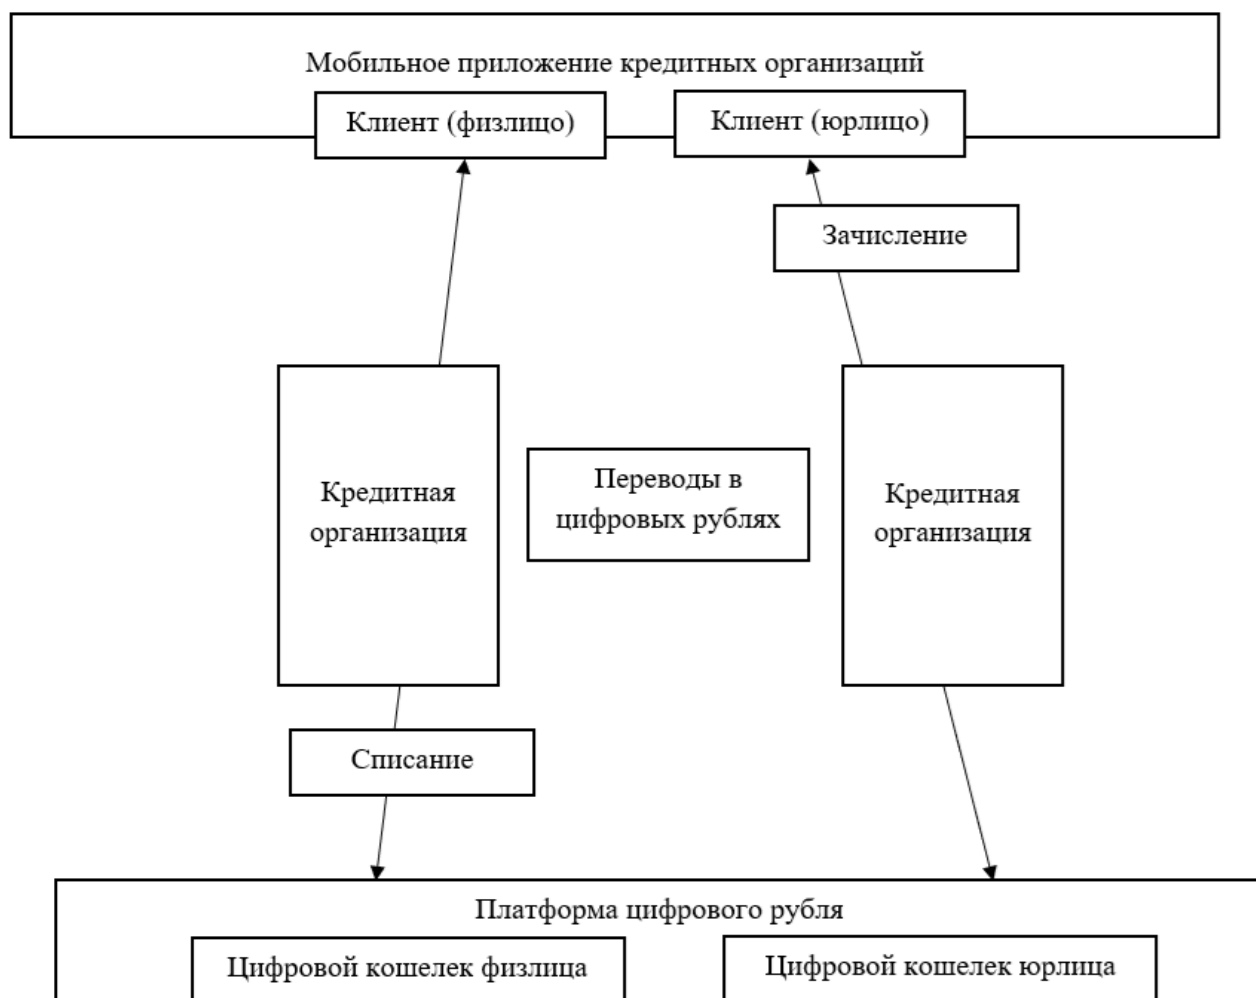 Мобильное приложение кредитных организаций
Клиент (физлицо)
Клиент (юрлицо)
Зачисление
Кредитная
организация
Переводы в
цифровых рублях
Кредитная
организация
Списание
Платформа цифрового рубля
Цифровой кошелек физлица
Цифровой кошелек юрлица